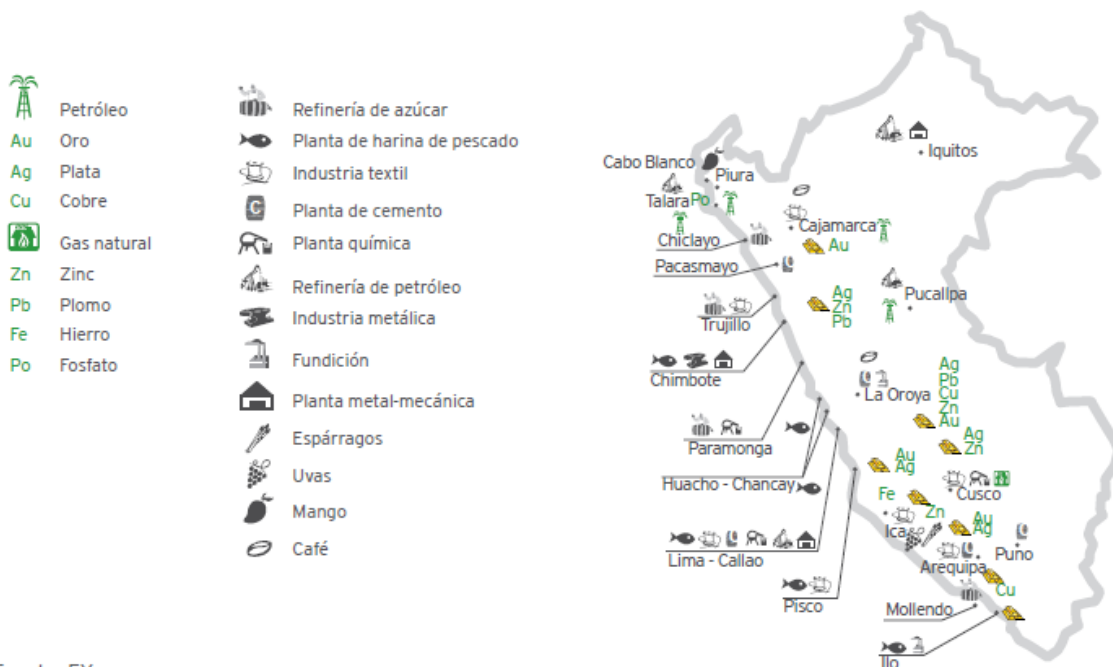 Petróleo
Au Oro
Ag Plata
Cu Cobre
Gas natural
Zn Zinc
Pb Plomo
Fe Hierro
Po Fosfato
Refinería de azúcar
Planta de harina de pescado
Industria textil
C Planta de cemento
Planta química
Refinería de petróleo
Industria metálica
Fundición
Planta metal-mecánica
Espárragos
Uvas
Mango
Café
Iquitos
Cabo Blanco
Piura
Talara Po
Cajamarca
Chiclayo
Au
Pacasmayo
Pucallpa
Ag
Zn
Pb
Trujillo
Chimbote
La Oroya
Ag
Pb
Cu
Zn
Au
Ag
Zn
Paramonga
Au
Ag
Huacho - Chancay
Cusco
Fe
Zn
Ica
Au
Ag
Lima - Callao
Puno
Arequipa
Cu
Pisco
Mollendo
Ilo